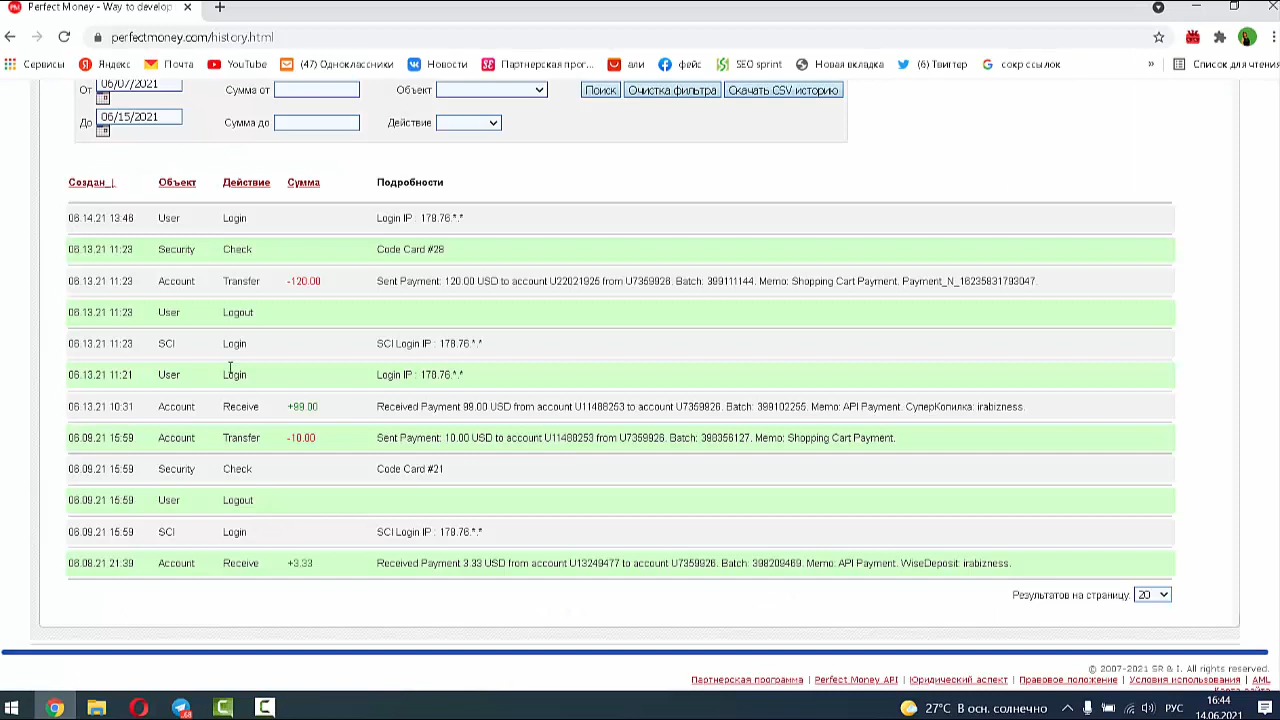 Perfect Money - Way to develop
perfectmoney.com/history.html
Сервисы Яндекс Почта YouTube (47) Одноклассники Новости Партнерская прог... али фейс SEO sprint Новая вкладка (6) Твиттер сокр ссылок » Список для чтения
От 06/07/2021 Сумма от Объект Поиск Очистка фильтра Скачать CSV историю
До 06/15/2021 Сумма до Действие
Создан Объект Действие Сумма Подробности
06.14.21 13:46 User Login Login IP : 178.76.*.*
06.13.21 11:23 Security Check Code Card #28
06.13.21 11:23 Account Transfer -120.00 Sent Payment: 120.00 USD to account U22021925 from U7359926. Batch: 399111144. Memo: Shopping Cart Payment. Payment_N_16235831793047.
06.13.21 11:23 User Logout
06.13.21 11:23 SCI Login SCI Login IP : 178.76.*.*
06.13.21 11:21 User Login Login IP : 178.76.*.*
06.13.21 10:31 Account Receive +99.00 Received Payment 99.00 USD from account U11488253 to account U7359926. Batch: 399102255. Memo: API Payment. СуперКопилка: irabizness.
06.09.21 15:59 Account Transfer -10.00 Sent Payment: 10.00 USD to account U11488253 from U7359926. Batch: 398356127. Memo: Shopping Cart Payment.
06.09.21 15:59 Security Check Code Card #21
06.09.21 15:59 User Logout
06.09.21 15:59 SCI Login SCI Login IP : 178.76.*.*
06.08.21 21:39 Account Receive +3.33 Received Payment 3.33 USD from account U13249477 to account U7359926. Batch: 398209469. Memo: API Payment. WiseDeposit: irabizness.
Результатов на страницу: 20
© 2007-2021 SR & I. All rights reserved.
Партнерская программа Perfect Money API Юридический аспект Правовое положение Условия использования AML
27°C В осн. солнечно РУС 16:44
14.06.2021